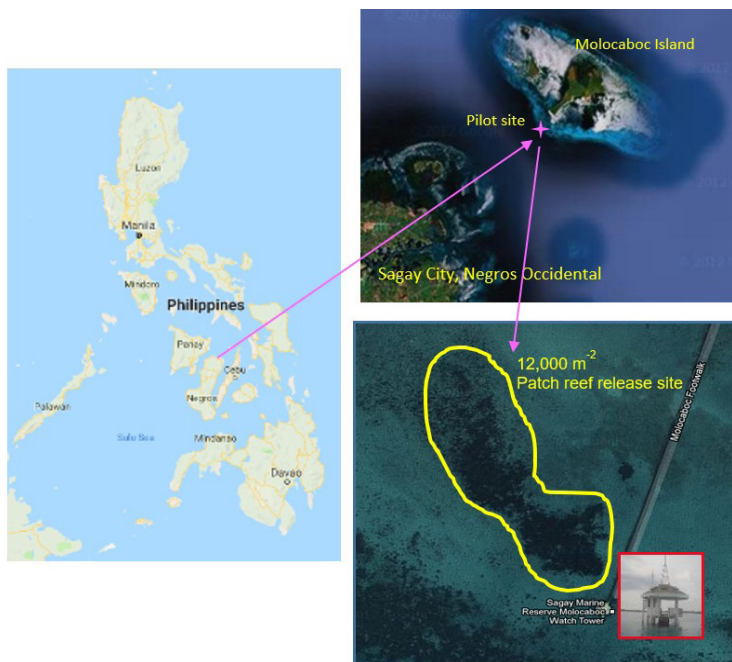 Luzon
Manila
Mindoro
Philippines
Panay
Cebu
Negros
Palawan
Sulu Sea
Mindanao
Davao
Molocaboc Island
Pilot site
Sagay City, Negros Occidental
12,000 m-2
Patch reef release site
Molocaboc Footwalk
Sagay Marine
Reserve Molocaboc
Watch Tower